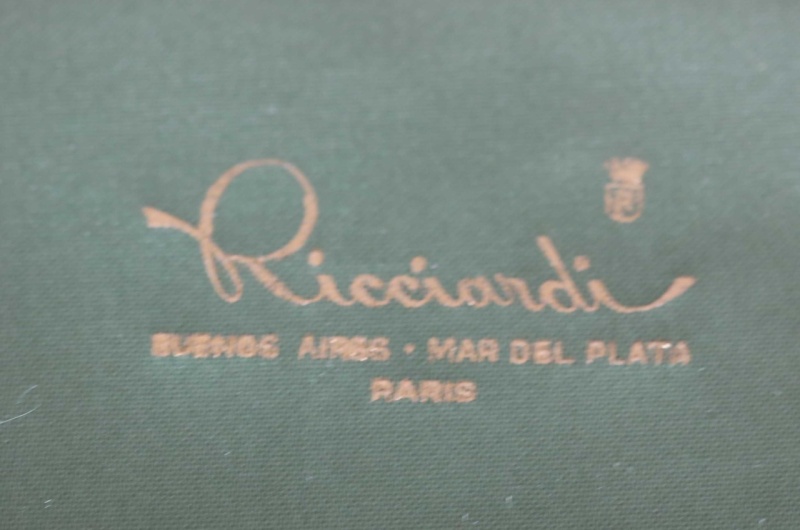 Ricciardi
BUENOS AIRES • MAR DEL PLATA
PARIS